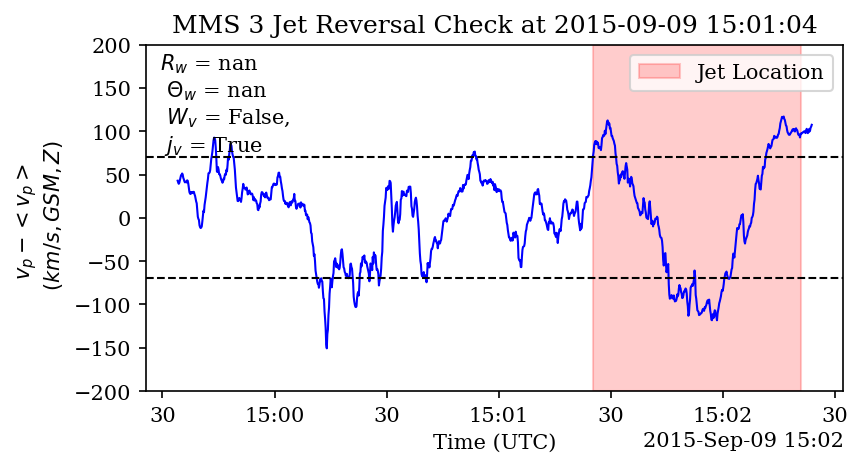 MMS 3 Jet Reversal Check at 2015-09-09 15:01:04
200
150
100
50
0
−50
−100
−150
−200
v_p − <v_p>
(km/s, GSM, Z)
R_w = nan
Θ_w = nan
W_v = False,
j_v = True
Jet Location
30 15:00 30 15:01 30 15:02 30
Time (UTC)
2015-Sep-09 15:02